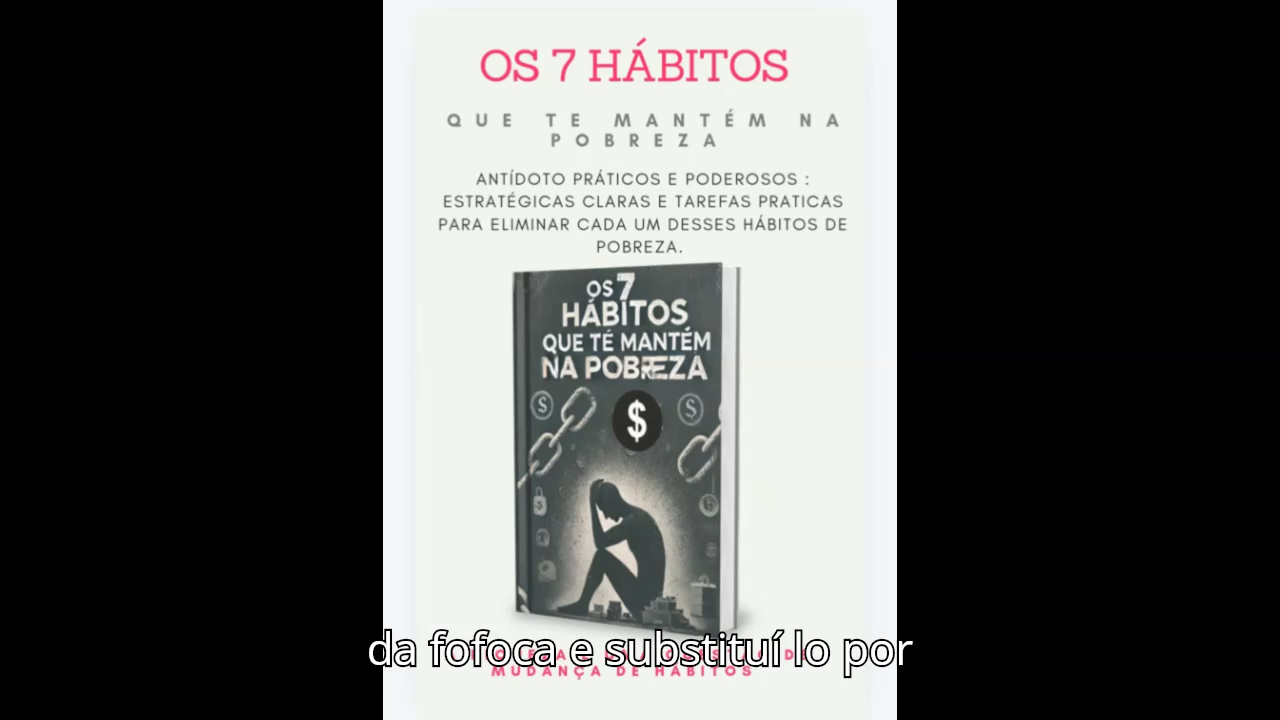 OS 7 HÁBITOS
QUE TE MANTÉM NA
POBREZA
ANTÍDOTO PRÁTICOS E PODEROSOS :
ESTRATÉGICAS CLARAS E TAREFAS PRATICAS
PARA ELIMINAR CADA UM DESSES HÁBITOS DE
POBREZA.
OS 7
HÁBITOS
QUE TÉ MANTÉM
NA POBREZA
$
$
$
da fofoca e substituí lo por
MUDANÇA DE HÁBITOS